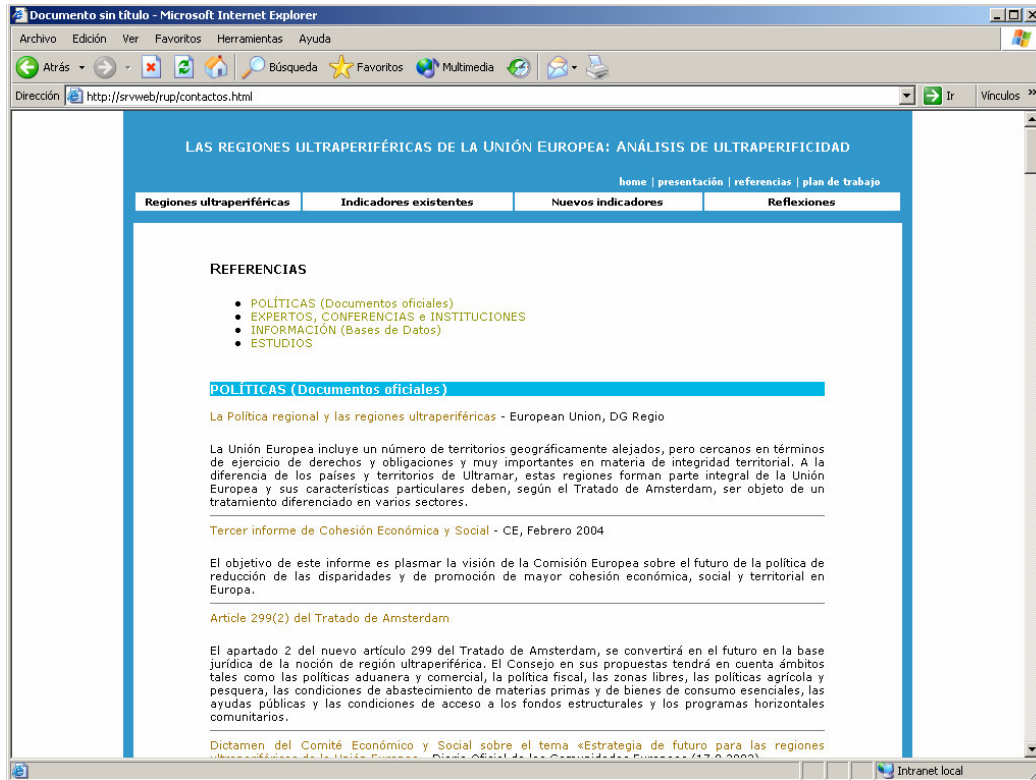 Documento sin título - Microsoft Internet Explorer
Archivo Edición Ver Favoritos Herramientas Ayuda
Atrás Búsqueda Favoritos Multimedia
Dirección http://srvweb/rup/contactos.html Ir Vínculos »
LAS REGIONES ULTRAPERIFÉRICAS DE LA UNIÓN EUROPEA: ANÁLISIS DE ULTRAPERIFICIDAD
home | presentación | referencias | plan de trabajo
Regiones ultraperiféricas Indicadores existentes Nuevos indicadores Reflexiones
REFERENCIAS
• POLÍTICAS (Documentos oficiales)
• EXPERTOS, CONFERENCIAS e INSTITUCIONES
• INFORMACIÓN (Bases de Datos)
• ESTUDIOS
POLÍTICAS (Documentos oficiales)
La Política regional y las regiones ultraperiféricas - European Union, DG Regio
La Unión Europea incluye un número de territorios geográficamente alejados, pero cercanos en términos
de ejercicio de derechos y obligaciones y muy importantes en materia de integridad territorial. A la
diferencia de los países y territorios de Ultramar, estas regiones forman parte integral de la Unión
Europea y sus características particulares deben, según el Tratado de Amsterdam, ser objeto de un
tratamiento diferenciado en varios sectores.
Tercer informe de Cohesión Económica y Social - CE, Febrero 2004
El objetivo de este informe es plasmar la visión de la Comisión Europea sobre el futuro de la política de
reducción de las disparidades y de promoción de mayor cohesión económica, social y territorial en
Europa.
Article 299(2) del Tratado de Amsterdam
El apartado 2 del nuevo artículo 299 del Tratado de Amsterdam, se convertirá en el futuro en la base
jurídica de la noción de región ultraperiférica. El Consejo en sus propuestas tendrá en cuenta ámbitos
tales como las políticas aduanera y comercial, la política fiscal, las zonas libres, las políticas agrícola y
pesquera, las condiciones de abastecimiento de materias primas y de bienes de consumo esenciales, las
ayudas públicas y las condiciones de acceso a los fondos estructurales y los programas horizontales
comunitarios.
Dictamen del Comité Económico y Social sobre el tema «Estrategia de futuro para las regiones
ultraperiféricas de la Unión Europea - Diario Oficial de las Comunidades Europeas (17.9.2002)
Intranet local